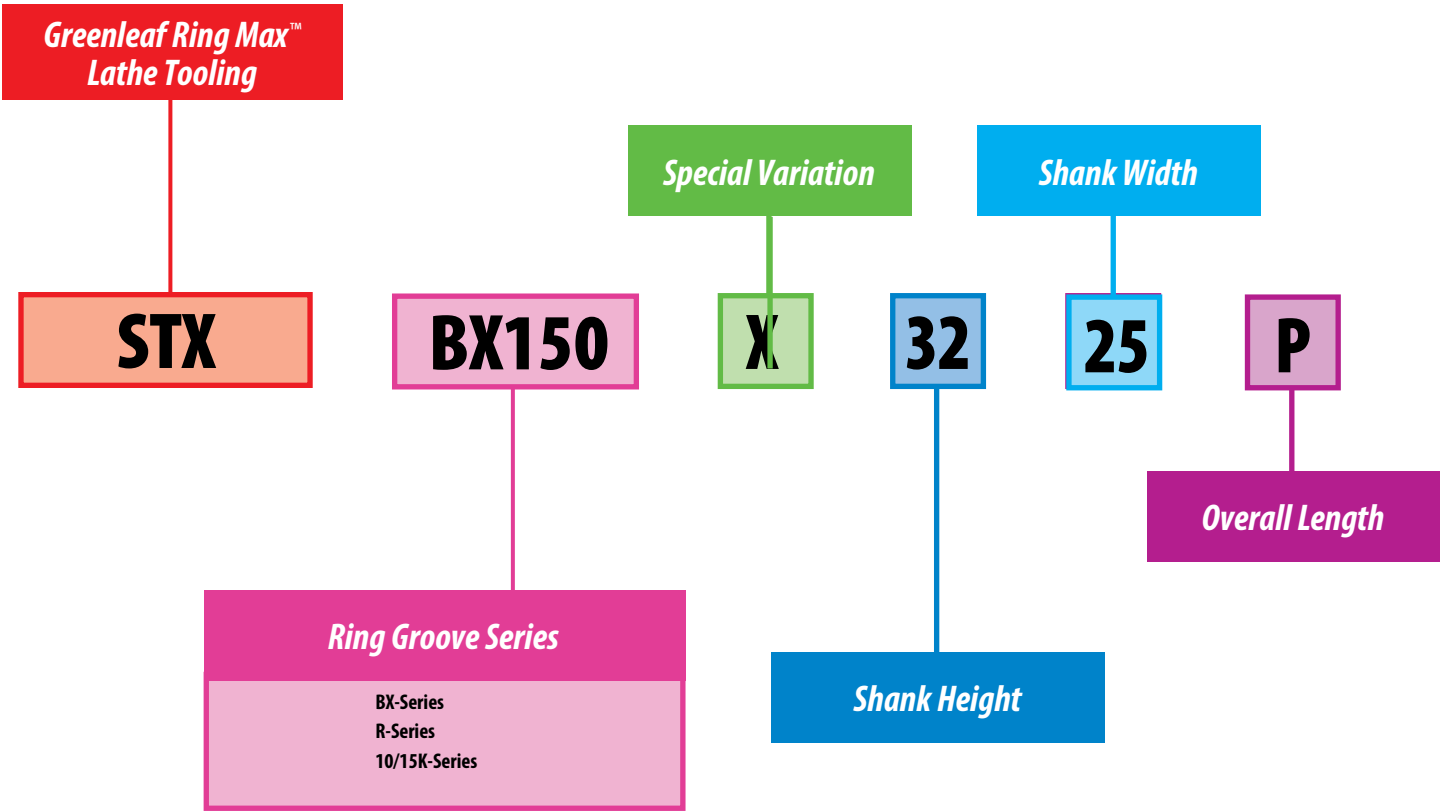 Greenleaf Ring Max™
Lathe Tooling
Special Variation
Shank Width
STX
BX150
X
32
25
P
Overall Length
Ring Groove Series
BX-Series
R-Series
10/15K-Series
Shank Height